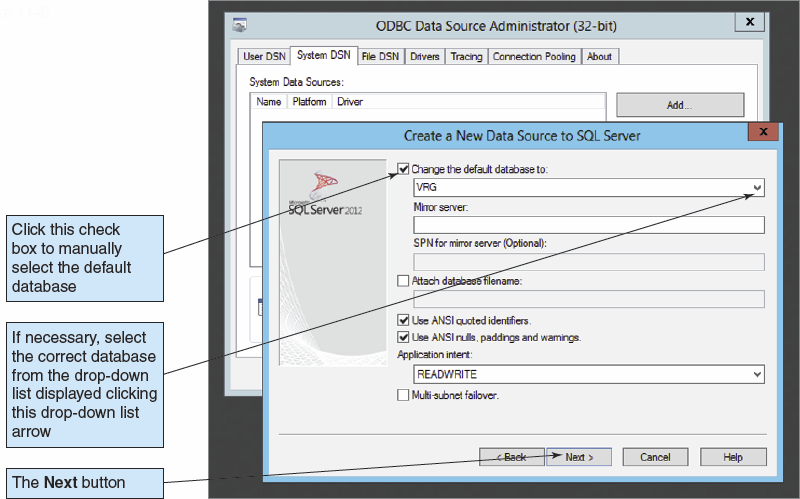 ODBC Data Source Administrator (32-bit)
x
User DSN System DSN File DSN Drivers Tracing Connection Pooling About
System Data Sources:
Name Platform Driver
Add...
Create a New Data Source to SQL Server
x
Microsoft
SQL Server 2012
Change the default database to:
VRG
Mirror server:
SPN for mirror server (Optional):
Attach database filename:
Use ANSI quoted identifiers.
Use ANSI nulls, paddings and warnings.
Application intent:
READWRITE
Multi-subnet failover.
< Back Next > Cancel Help
Click this check
box to manually
select the default
database
If necessary, select
the correct database
from the drop-down
list displayed clicking
this drop-down list
arrow
The Next button